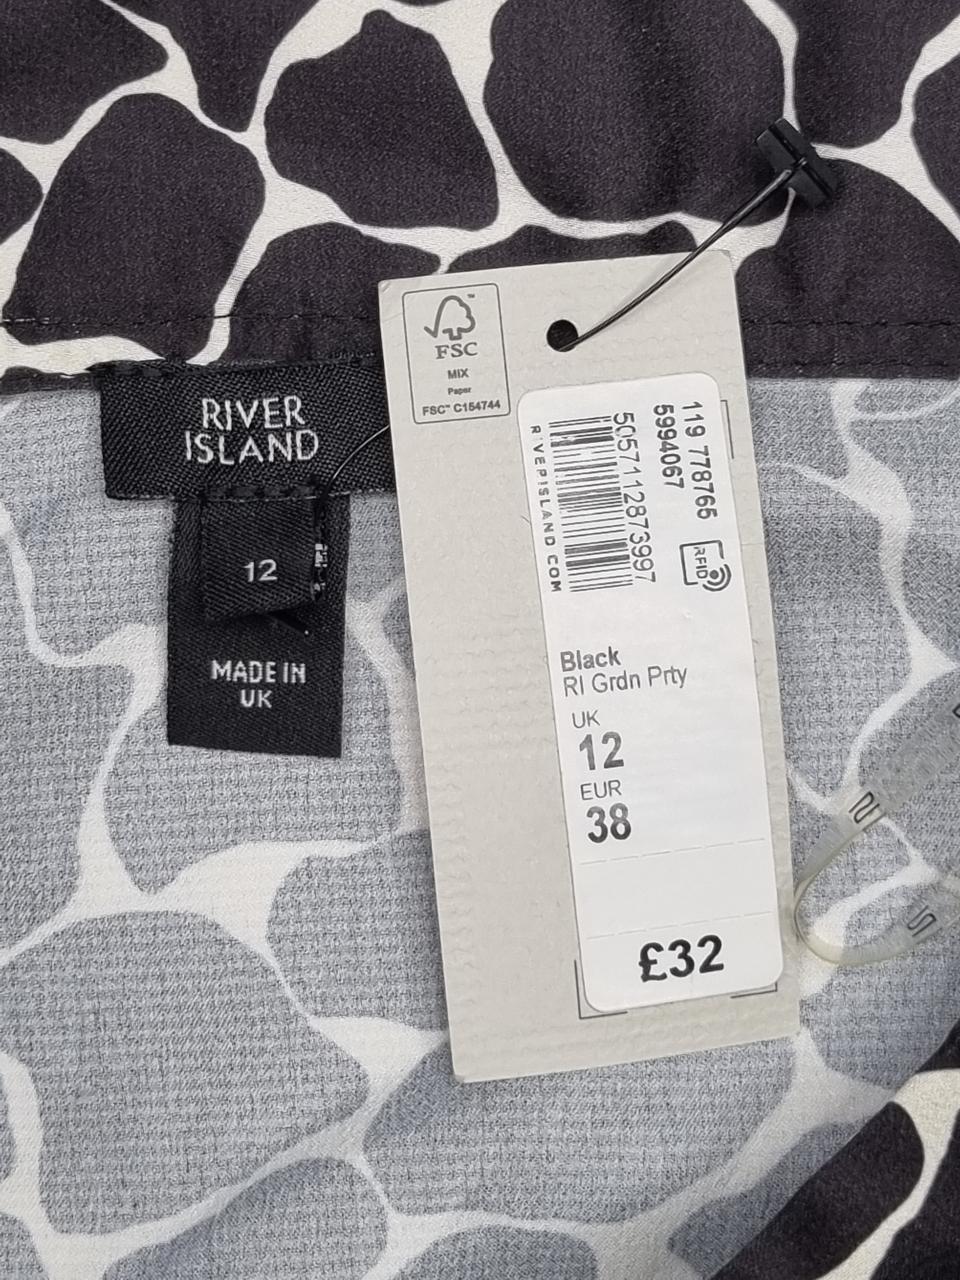 FSC™
MIX
Paper
FSC™ C154744
RIVER
ISLAND
12
MADE IN
UK
119 778765
5994067
5057112873997
RIVERISLAND.COM
RFID
Black
RI Grdn Prty
UK
12
EUR
38
£32